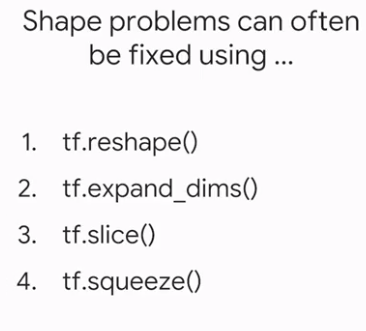 Shape problems can often
be fixed using ...
1. tf.reshape()
2. tf.expand_dims()
3. tf.slice()
4. tf.squeeze()